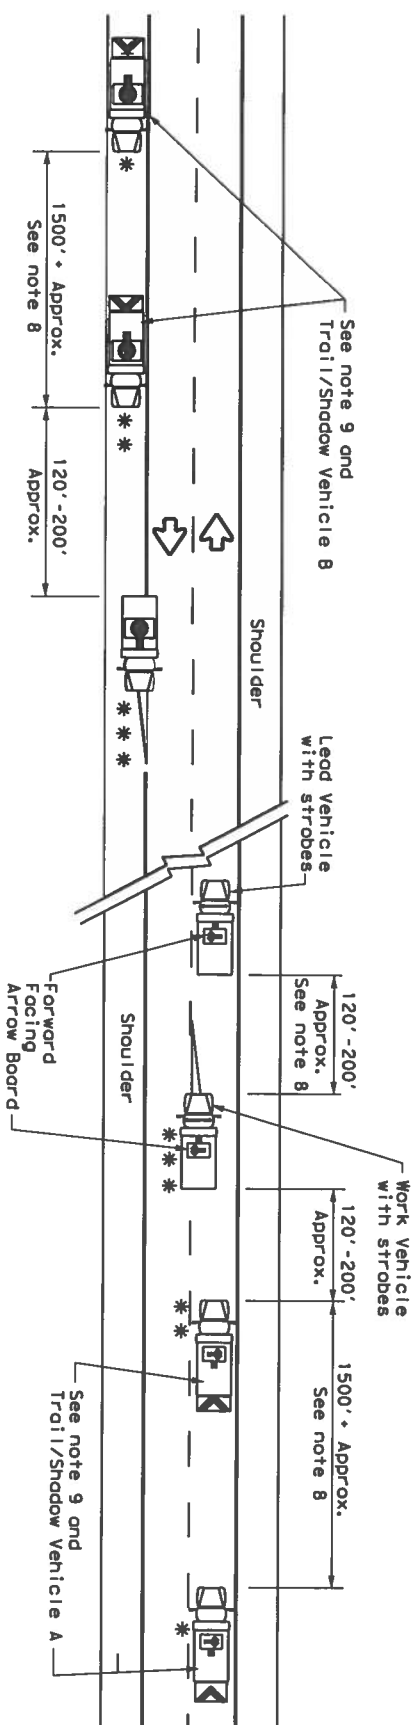 See note 9 and
Trail/Shadow Vehicle B
1500'+ Approx.
See note 8
120'-200'
Approx.
Shoulder
Lead Vehicle
with strobes
Forward
Facing
Arrow Board
Shoulder
120'-200'
Approx.
See note 8
Work Vehicle
with strobes
120'-200'
Approx.
1500'+ Approx.
See note 8
See note 9 and
Trail/Shadow Vehicle A